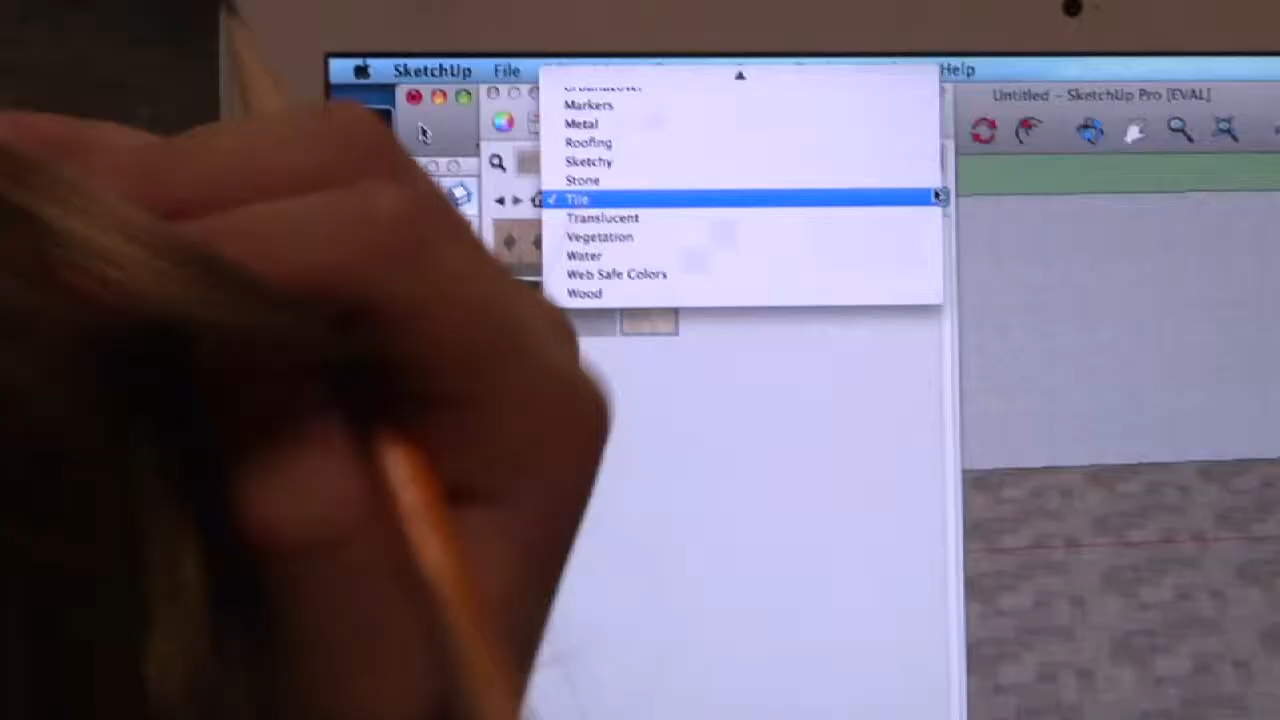 SketchUp File Help
Untitled - SketchUp Pro [EVAL]
Groundcover
Markers
Metal
Roofing
Sketchy
Stone
✓ Tile
Translucent
Vegetation
Water
Web Safe Colors
Wood